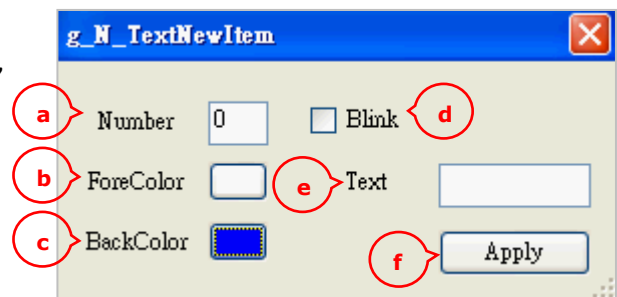 g_N_TextNewItem
,
a Number 0 Blink d
b ForeColor e Text
c BackColor f Apply